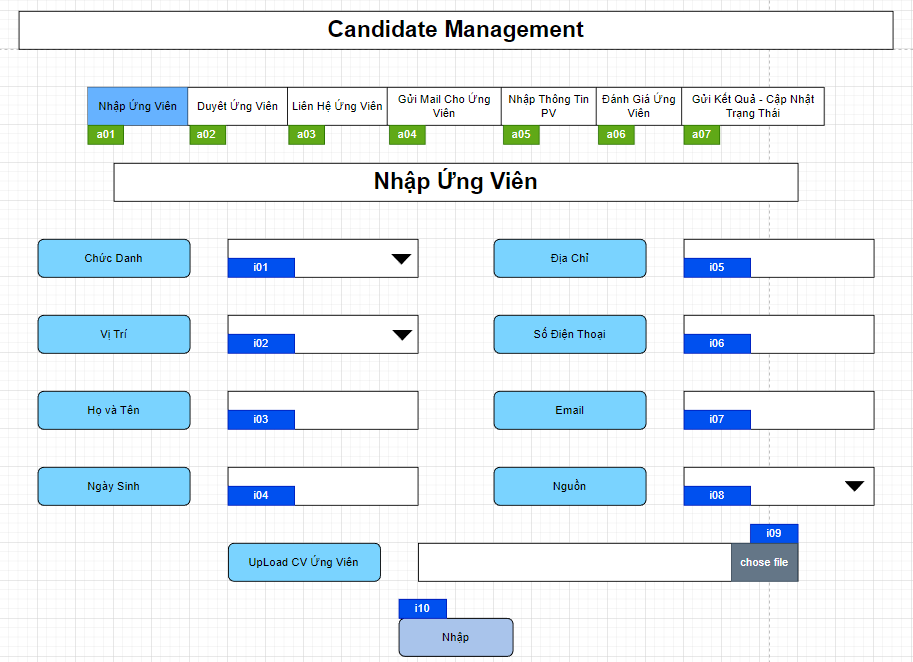 Candidate Management
Nhập Ứng Viên
Duyệt Ứng Viên
Liên Hệ Ứng Viên
Gửi Mail Cho Ứng
Viên
Nhập Thông Tin
PV
Đánh Giá Ứng
Viên
Gửi Kết Quả - Cập Nhật
Trạng Thái
a01
a02
a03
a04
a05
a06
a07
Nhập Ứng Viên
Chức Danh
i01
Địa Chỉ
i05
Vị Trí
i02
Số Điện Thoại
i06
Họ và Tên
i03
Email
i07
Ngày Sinh
i04
Nguồn
i08
i09
UpLoad CV Ứng Viên
chose file
i10
Nhập